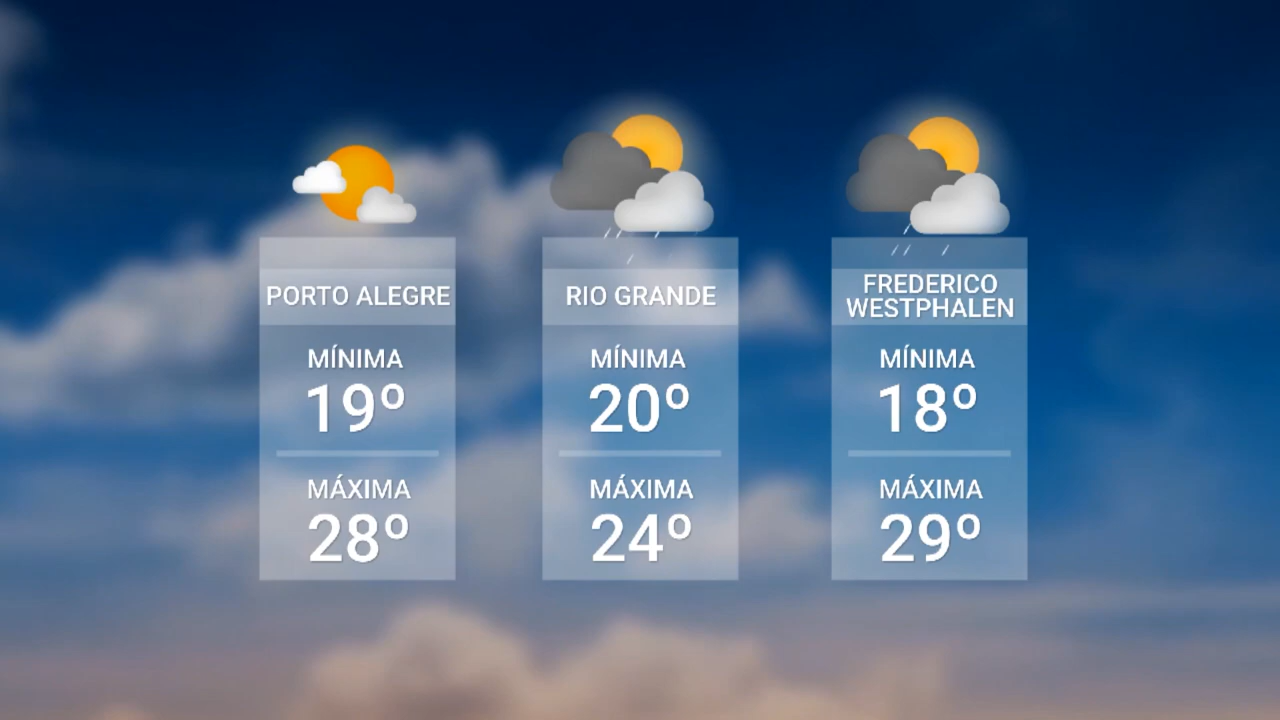 PORTO ALEGRE
MÍNIMA
19º
MÁXIMA
28º
RIO GRANDE
MÍNIMA
20º
MÁXIMA
24º
FREDERICO
WESTPHALEN
MÍNIMA
18º
MÁXIMA
29º